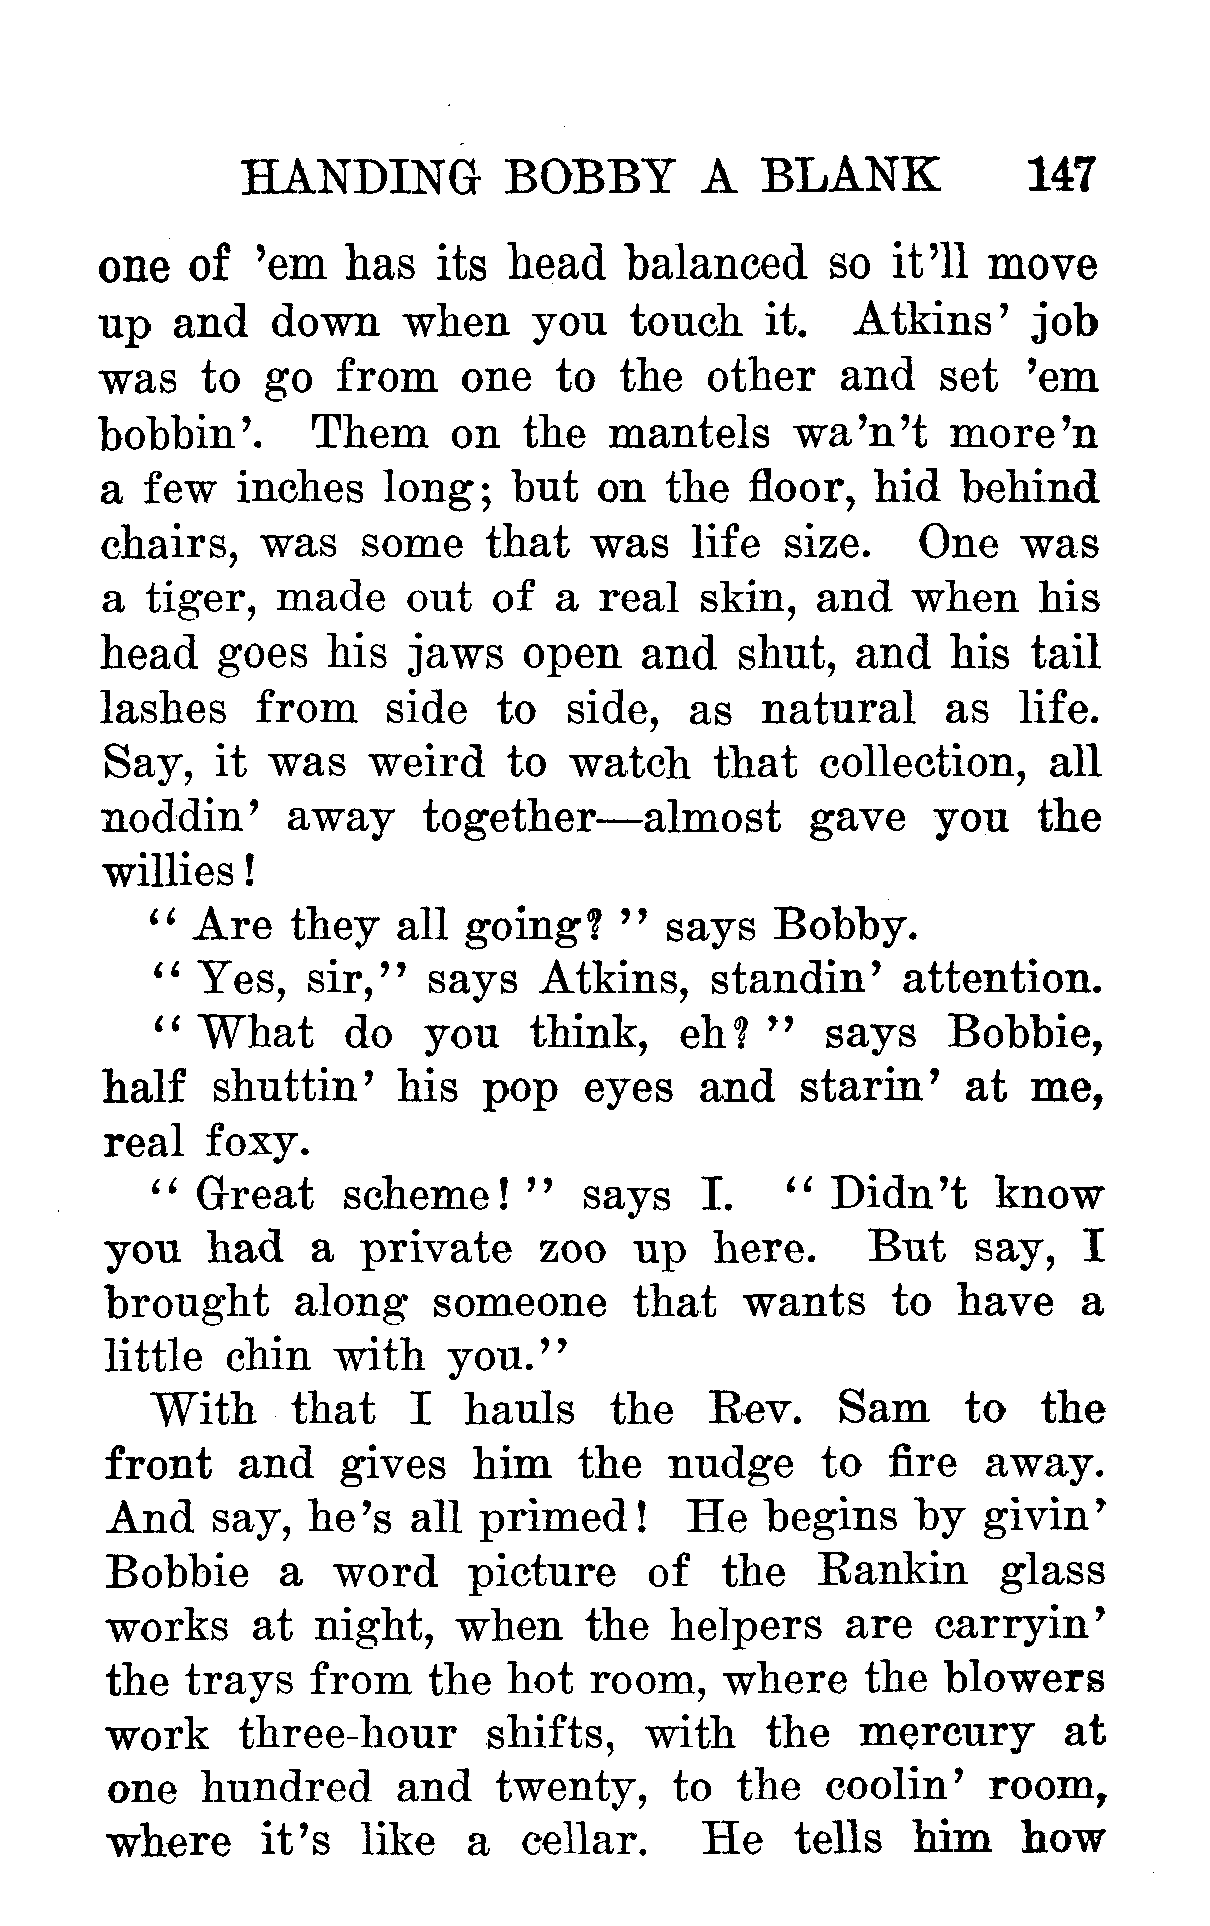 HANDING BOBBY A BLANK 147
one of 'em has its head balanced so it'll move
up and down when you touch it. Atkins' job
was to go from one to the other and set 'em
bobbin'. Them on the mantels wa'n't more'n
a few inches long; but on the floor, hid behind
chairs, was some that was life size. One was
a tiger, made out of a real skin, and when his
head goes his jaws open and shut, and his tail
lashes from side to side, as natural as life.
Say, it was weird to watch that collection, all
noddin' away together—almost gave you the
willies!
"Are they all going?" says Bobby.
"Yes, sir," says Atkins, standin' attention.
"What do you think, eh?" says Bobbie,
half shuttin' his pop eyes and starin' at me,
real foxy.
"Great scheme!" says I. "Didn't know
you had a private zoo up here. But say, I
brought along someone that wants to have a
little chin with you."
With that I hauls the Rev. Sam to the
front and gives him the nudge to fire away.
And say, he's all primed! He begins by givin'
Bobbie a word picture of the Rankin glass
works at night, when the helpers are carryin'
the trays from the hot room, where the blowers
work three-hour shifts, with the mercury at
one hundred and twenty, to the coolin' room,
where it's like a cellar. He tells him how